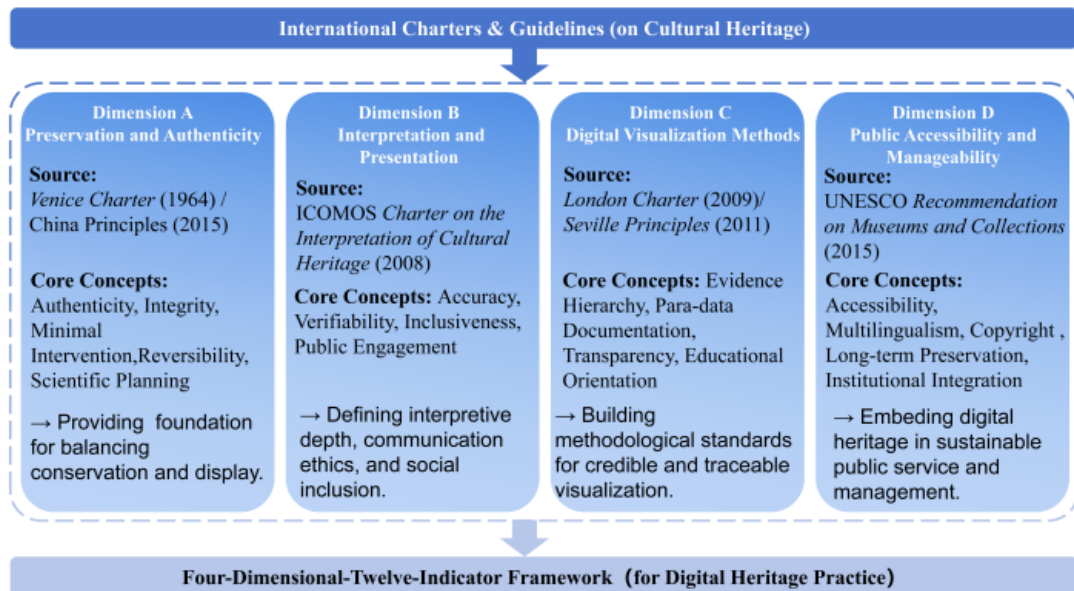 International Charters & Guidelines (on Cultural Heritage)
Dimension A
Preservation and Authenticity
Source:
Venice Charter (1964) /
China Principles (2015)
Core Concepts:
Authenticity, Integrity,
Minimal
Intervention,Reversibility,
Scientific Planning
→ Providing foundation
for balancing
conservation and display.
Dimension B
Interpretation and
Presentation
Source:
ICOMOS Charter on the
Interpretation of Cultural
Heritage (2008)
Core Concepts: Accuracy,
Verifiability, Inclusiveness,
Public Engagement
→ Defining interpretive
depth, communication
ethics, and social
inclusion.
Dimension C
Digital Visualization Methods
Source:
London Charter (2009)/
Seville Principles (2011)
Core Concepts: Evidence
Hierarchy, Para-data
Documentation,
Transparency, Educational
Orientation
→ Building
methodological standards
for credible and traceable
visualization.
Dimension D
Public Accessibility and
Manageability
Source:
UNESCO Recommendation
on Museums and Collections
(2015)
Core Concepts:
Accessibility,
Multilingualism, Copyright ,
Long-term Preservation,
Institutional Integration
→ Embeding digital
heritage in sustainable
public service and
management.
Four-Dimensional-Twelve-Indicator Framework（for Digital Heritage Practice）